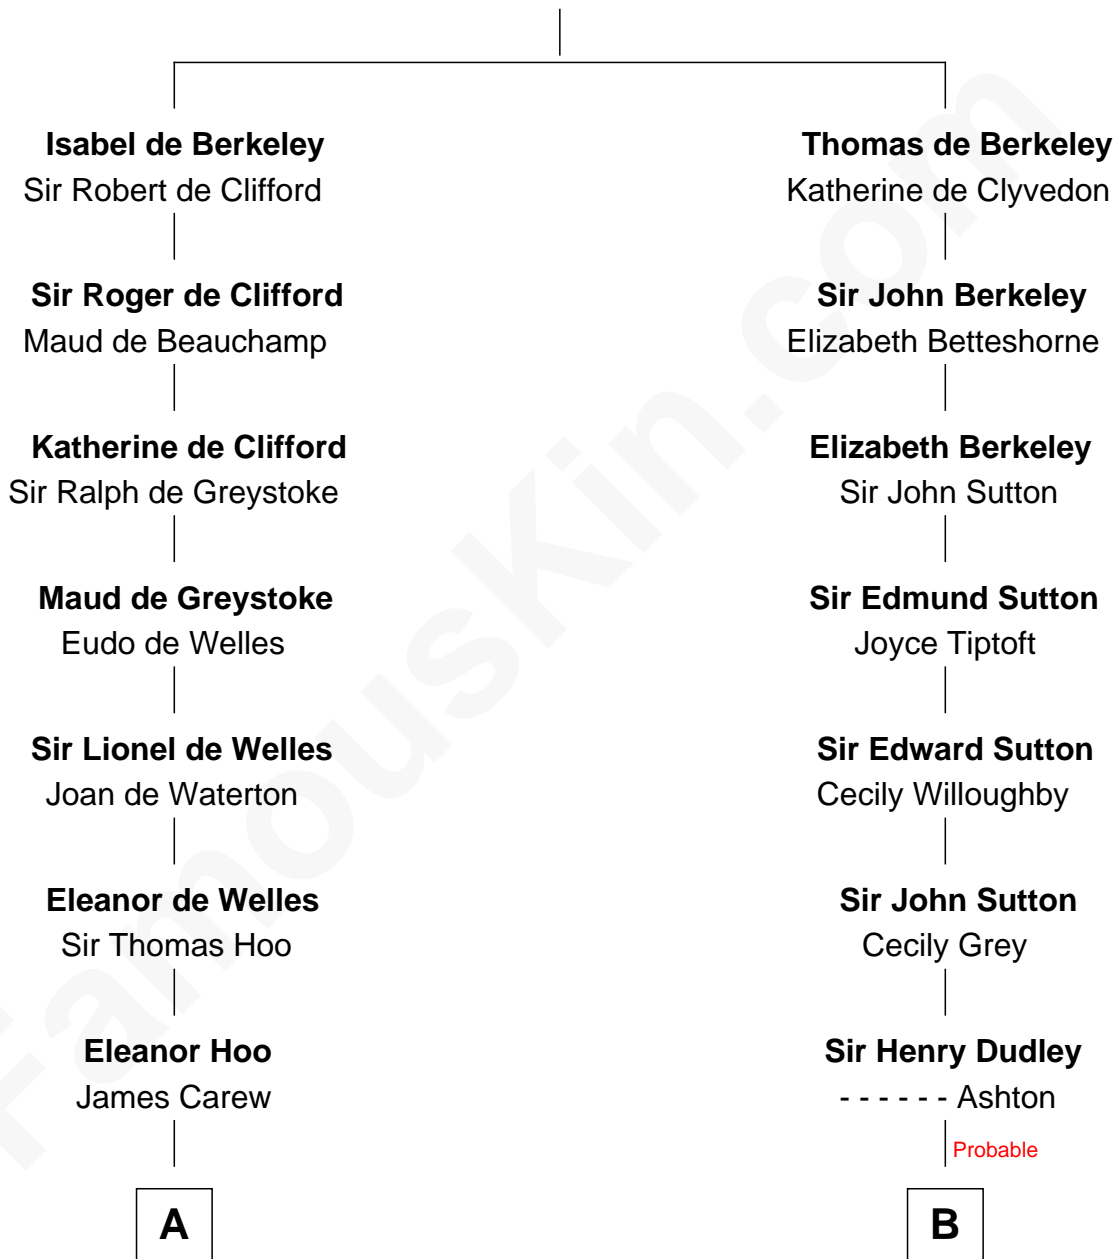 Isabel de Berkeley
Sir Robert de Clifford
Thomas de Berkeley
Katherine de Clyvedon
Sir Roger de Clifford
Maud de Beauchamp
Sir John Berkeley
Elizabeth Betteshorne
Katherine de Clifford
Sir Ralph de Greystoke
Elizabeth Berkeley
Sir John Sutton
Maud de Greystoke
Eudo de Welles
Sir Edmund Sutton
Joyce Tiptoft
Sir Lionel de Welles
Joan de Waterton
Sir Edward Sutton
Cecily Willoughby
Eleanor de Welles
Sir Thomas Hoo
Sir John Sutton
Cecily Grey
Eleanor Hoo
James Carew
Sir Henry Dudley
- - - - - - Ashton
Probable
A
B
FamousKin.com